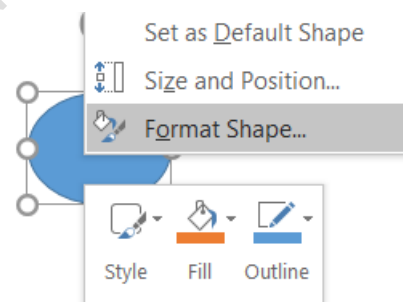 Set as Default Shape
Size and Position...
Format Shape...
Style Fill Outline